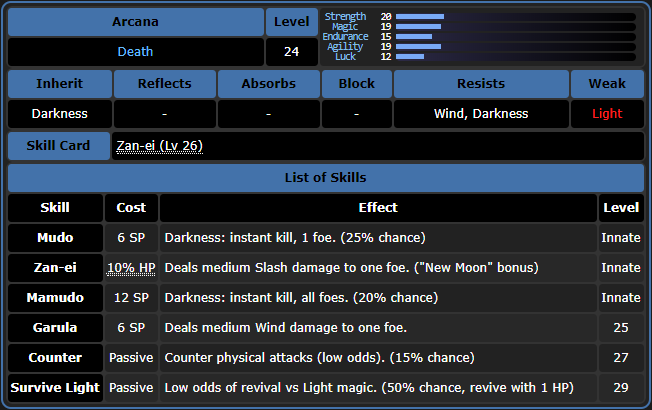 Arcana Level
Death 24
Strength 20
Magic 19
Endurance 15
Agility 19
Luck 12
Inherit Reflects Absorbs Block Resists Weak
Darkness - - - Wind, Darkness Light
Skill Card Zan-ei (Lv 26)
List of Skills
Skill Cost Effect Level
Mudo 6 SP Darkness: instant kill, 1 foe. (25% chance) Innate
Zan-ei 10% HP Deals medium Slash damage to one foe. ("New Moon" bonus) Innate
Mamudo 12 SP Darkness: instant kill, all foes. (20% chance) Innate
Garula 6 SP Deals medium Wind damage to one foe. 25
Counter Passive Counter physical attacks (low odds). (15% chance) 27
Survive Light Passive Low odds of revival vs Light magic. (50% chance, revive with 1 HP) 29